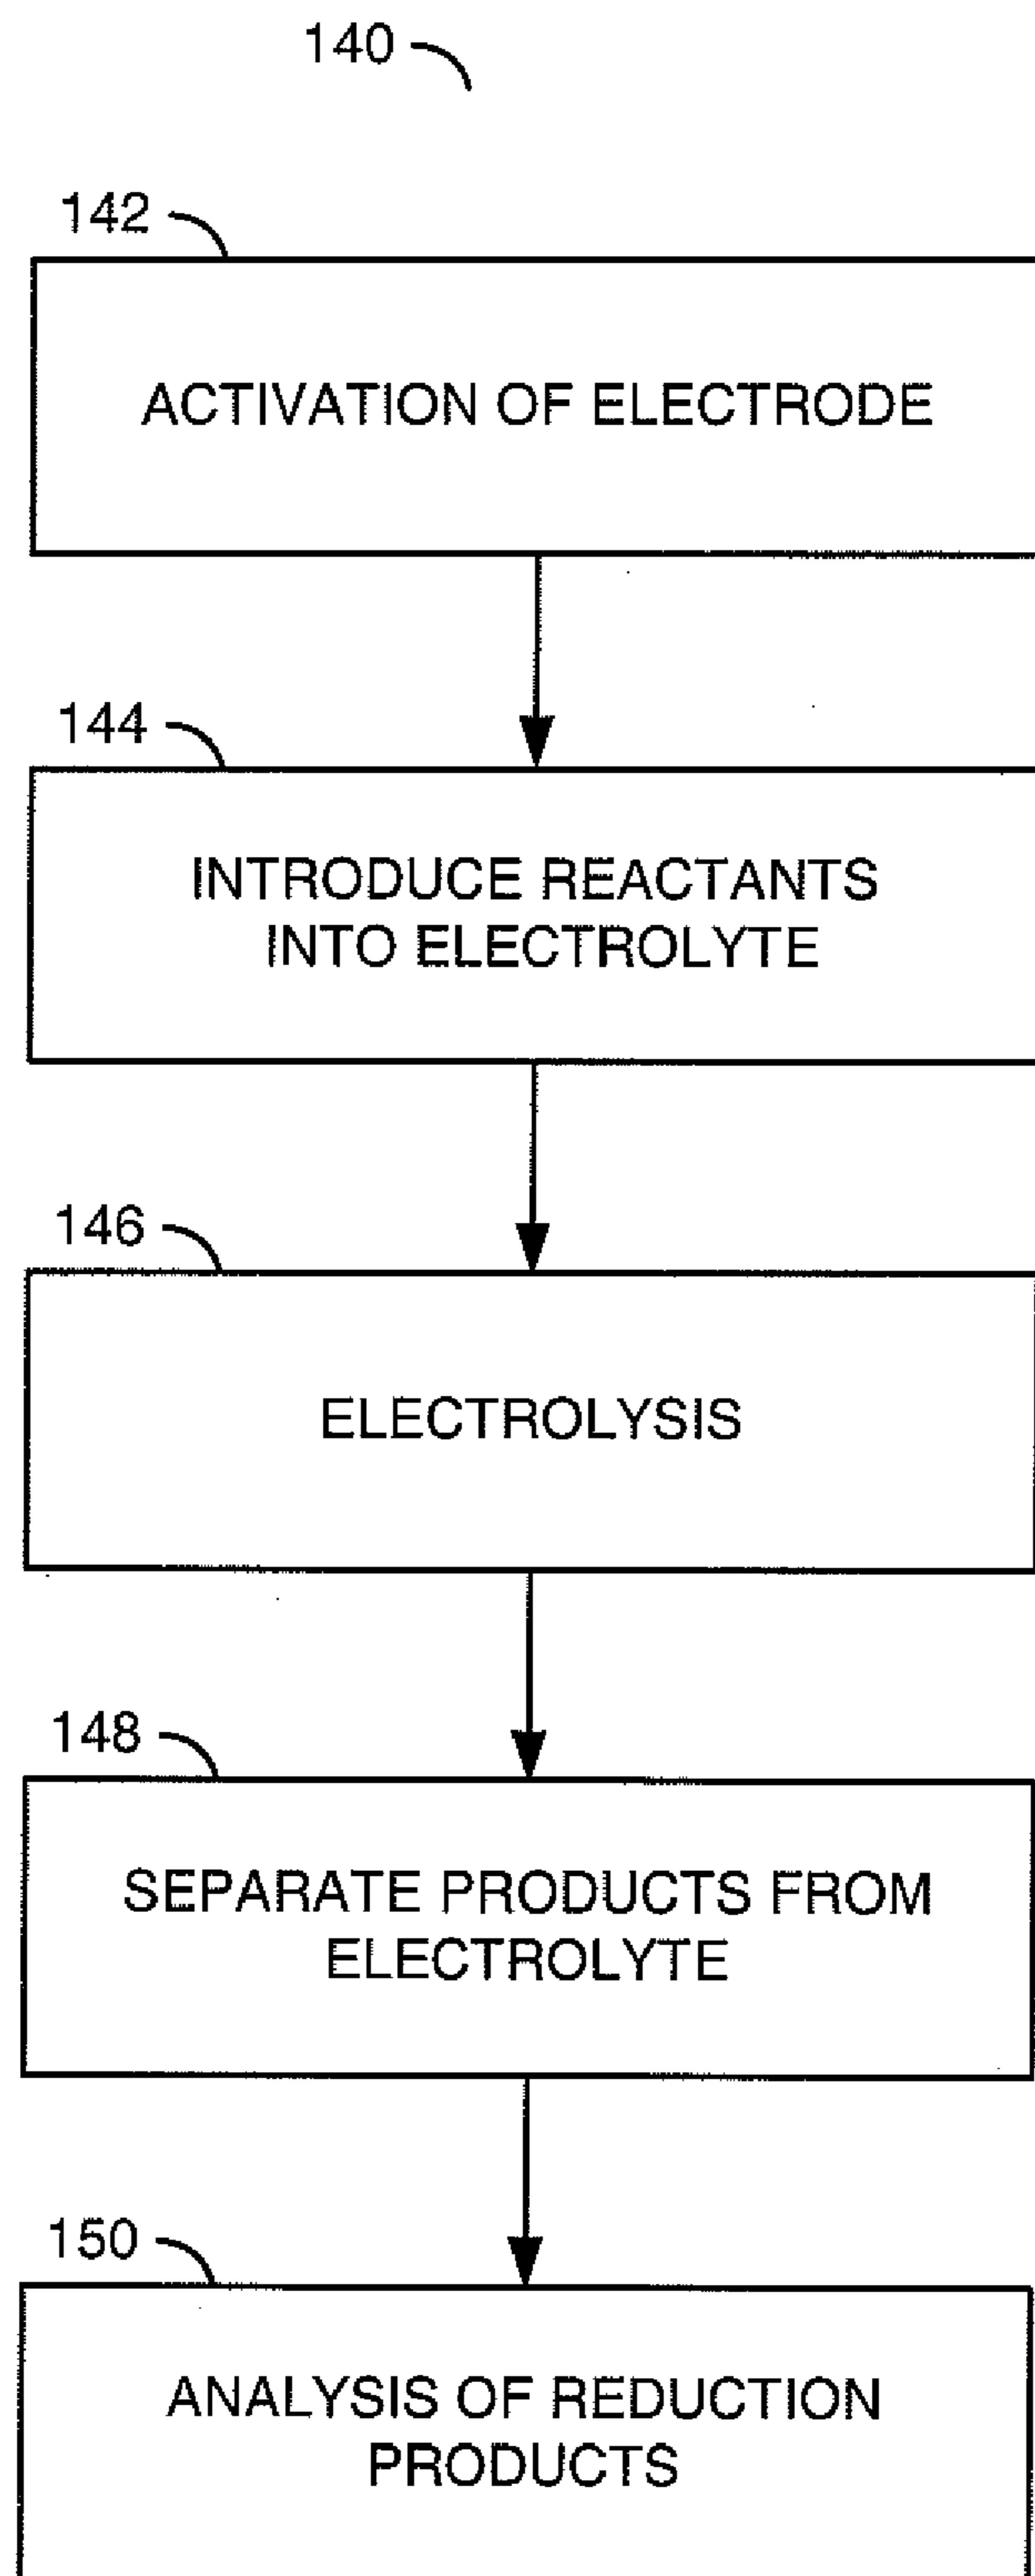 140
142
ACTIVATION OF ELECTRODE
144
INTRODUCE REACTANTS
INTO ELECTROLYTE
146
ELECTROLYSIS
148
SEPARATE PRODUCTS FROM
ELECTROLYTE
150
ANALYSIS OF REDUCTION
PRODUCTS